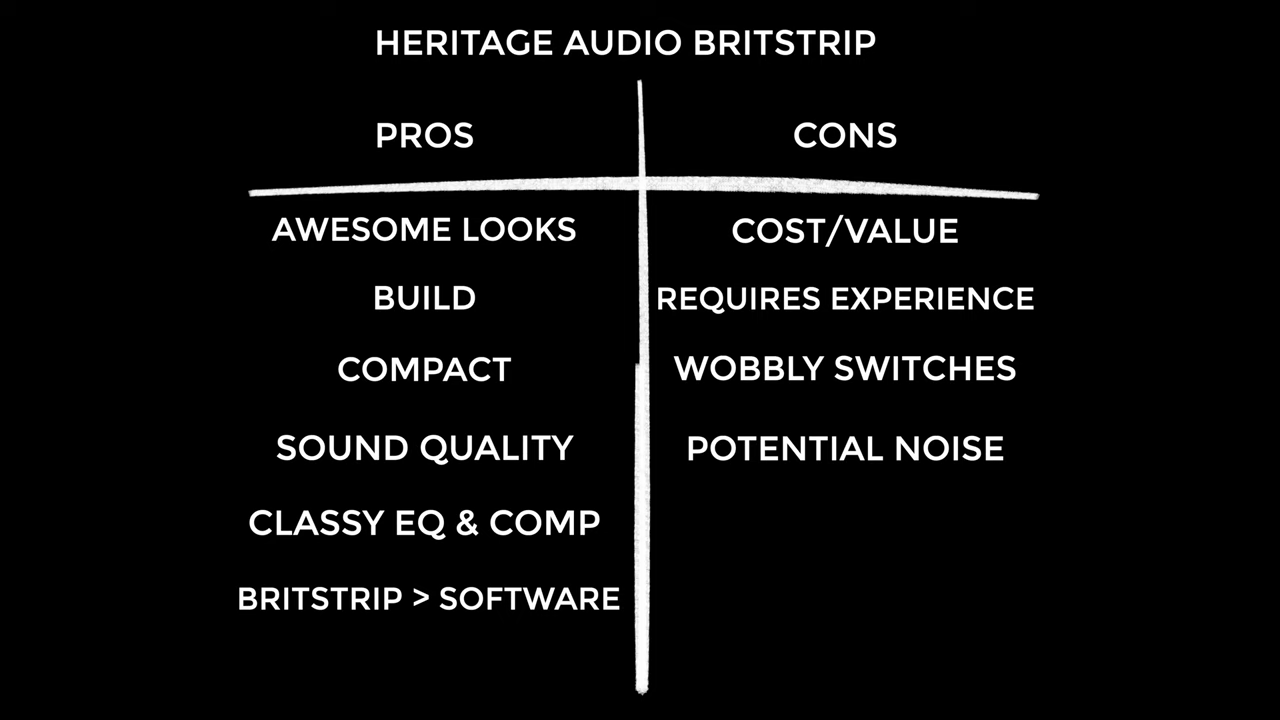 HERITAGE AUDIO BRITSTRIP
PROS
CONS
AWESOME LOOKS
COST/VALUE
BUILD
REQUIRES EXPERIENCE
COMPACT
WOBBLY SWITCHES
SOUND QUALITY
POTENTIAL NOISE
CLASSY EQ & COMP
BRITSTRIP > SOFTWARE